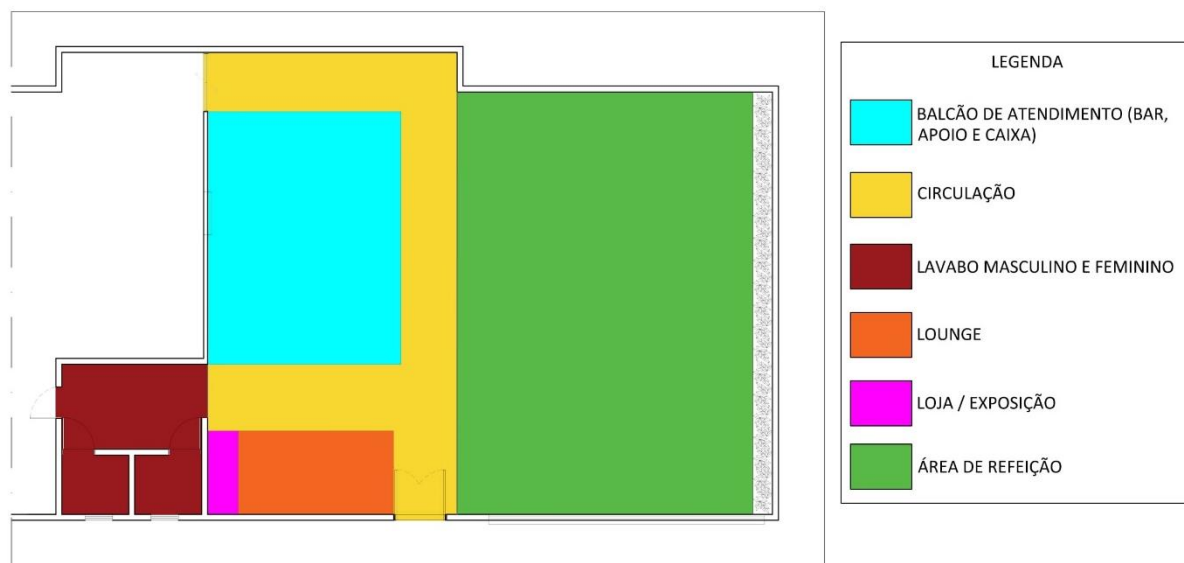 LEGENDA
BALCÃO DE ATENDIMENTO (BAR,
APOIO E CAIXA)
CIRCULAÇÃO
LAVABO MASCULINO E FEMININO
LOUNGE
LOJA / EXPOSIÇÃO
ÁREA DE REFEIÇÃO